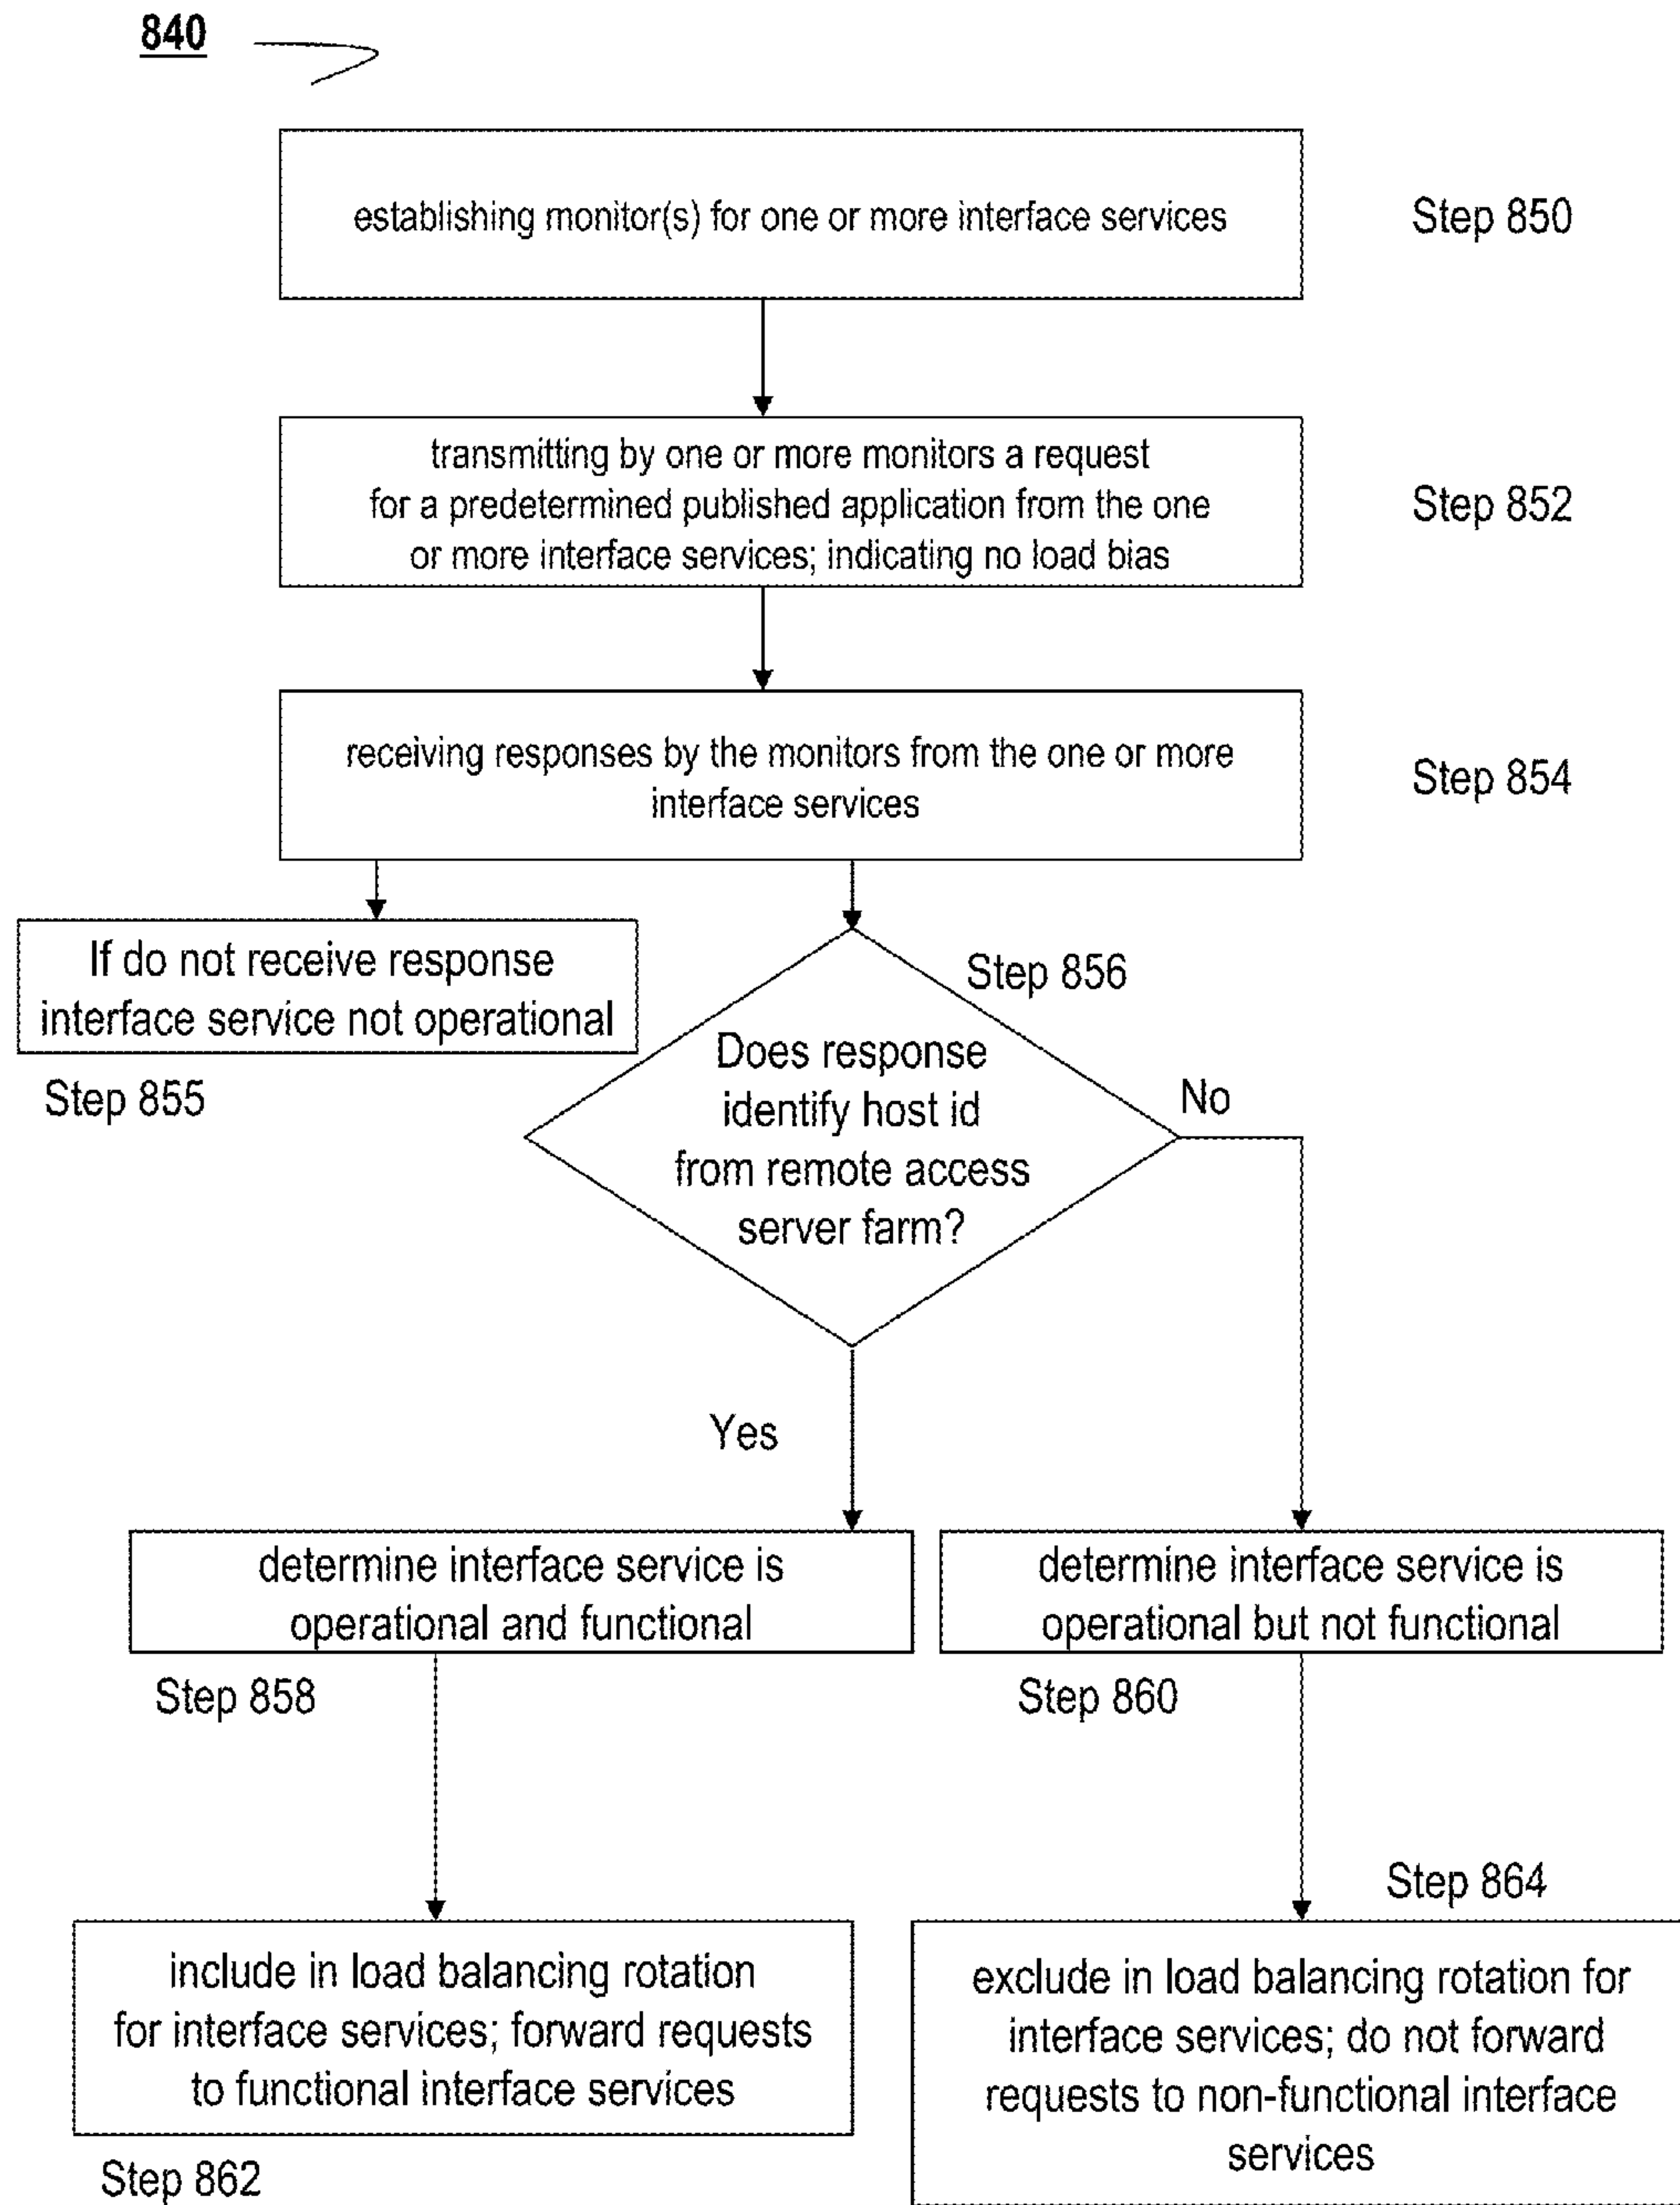 840
establishing monitor(s) for one or more interface services
Step 850
transmitting by one or more monitors a request
for a predetermined published application from the one
or more interface services; indicating no load bias
Step 852
receiving responses by the monitors from the one or more
interface services
Step 854
If do not receive response
interface service not operational
Step 855
Step 856
Does response
identify host id
from remote access
server farm?
No
Yes
determine interface service is
operational and functional
Step 858
determine interface service is
operational but not functional
Step 860
include in load balancing rotation
for interface services; forward requests
to functional interface services
Step 862
Step 864
exclude in load balancing rotation for
interface services; do not forward
requests to non-functional interface
services